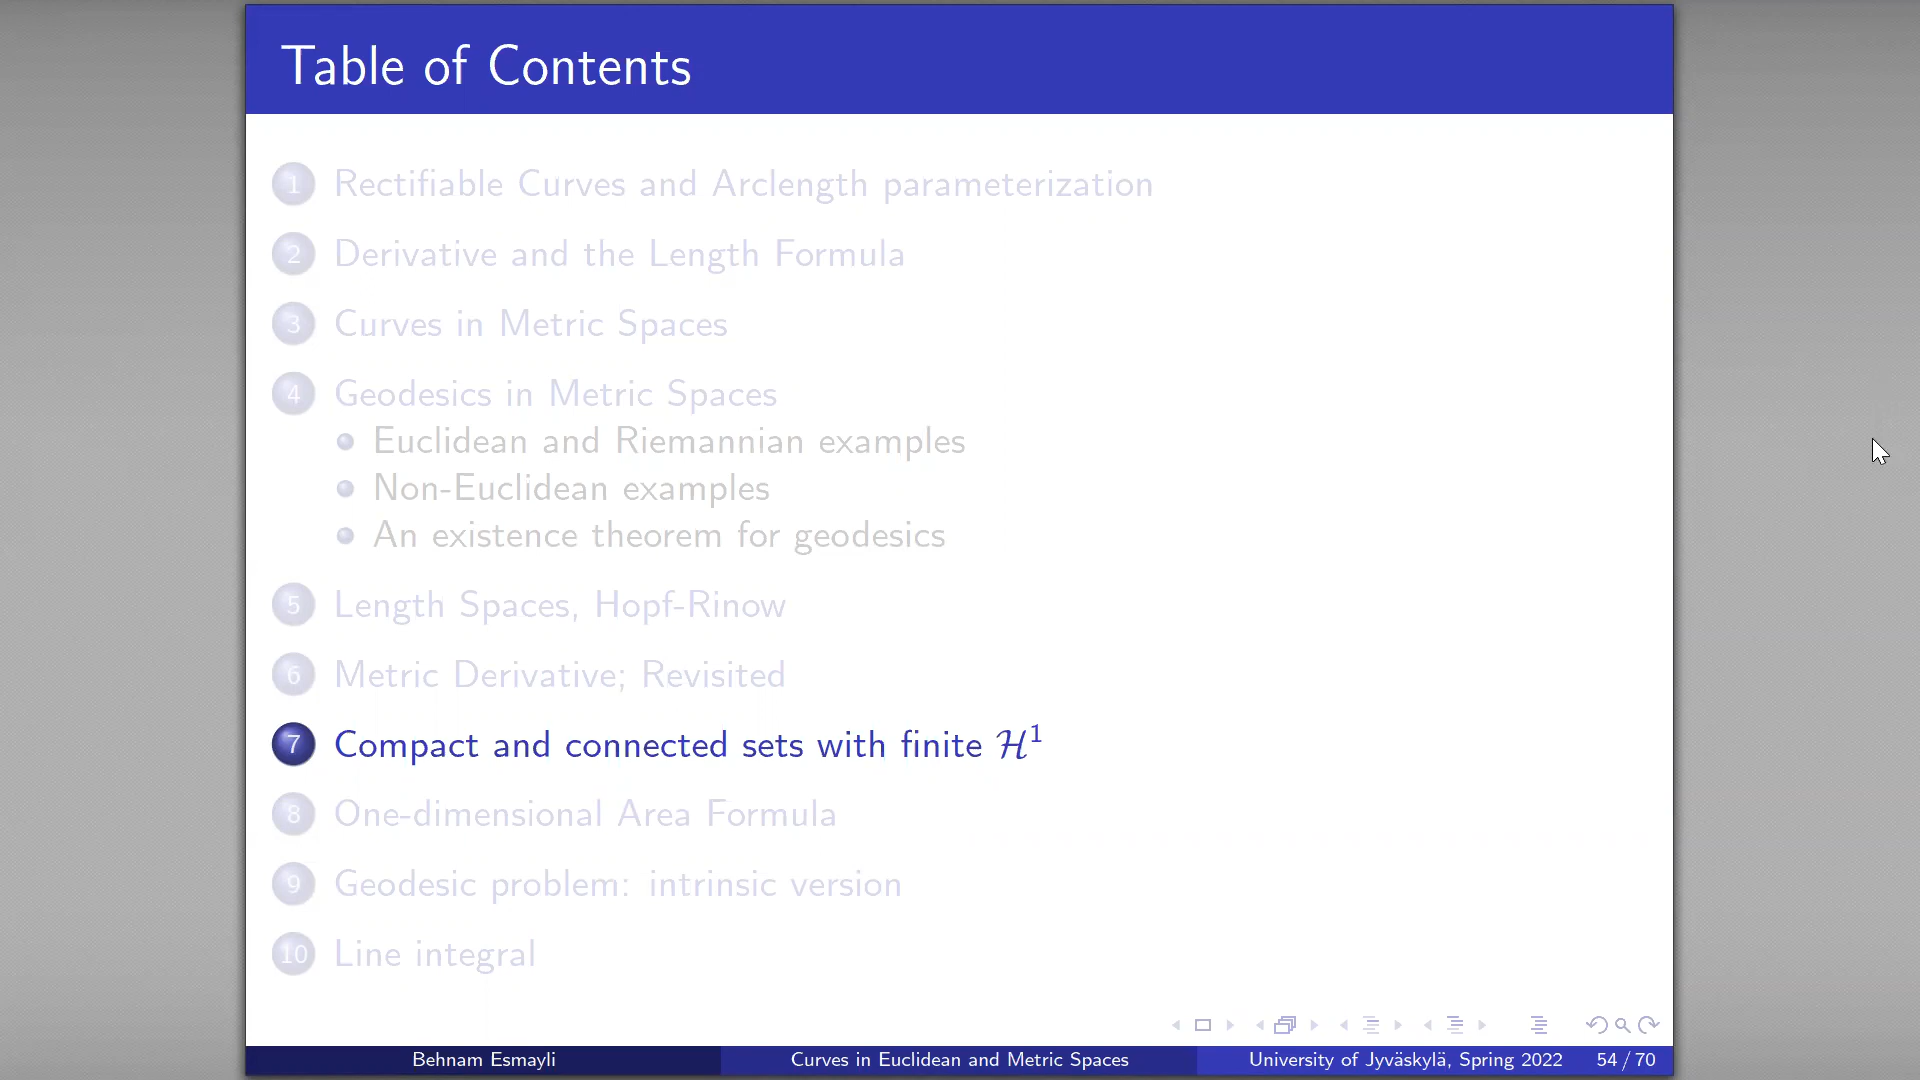 Table of Contents
1 Rectifiable Curves and Arclength parameterization
2 Derivative and the Length Formula
3 Curves in Metric Spaces
4 Geodesics in Metric Spaces
Euclidean and Riemannian examples
Non-Euclidean examples
An existence theorem for geodesics
5 Length Spaces, Hopf-Rinow
6 Metric Derivative; Revisited
7 Compact and connected sets with finite ℋ¹
8 One-dimensional Area Formula
9 Geodesic problem: intrinsic version
10 Line integral
Behnam Esmayli Curves in Euclidean and Metric Spaces University of Jyväskylä, Spring 2022 54 / 70